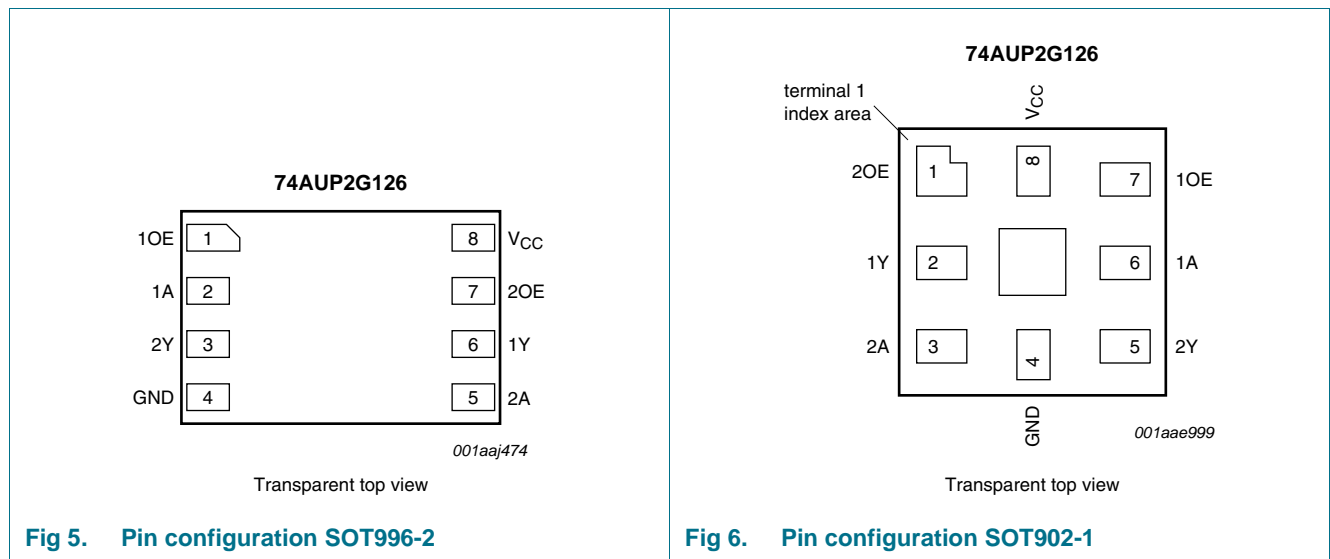 74AUP2G126
1OE 1 8 VCC
1A 2 7 2OE
2Y 3 6 1Y
GND 4 5 2A
001aaj474
Transparent top view
Fig 5. Pin configuration SOT996-2
74AUP2G126
terminal 1
index area
VCC
2OE 1 8 7 1OE
1Y 2 6 1A
2A 3 4 5 2Y
GND
001aae999
Transparent top view
Fig 6. Pin configuration SOT902-1